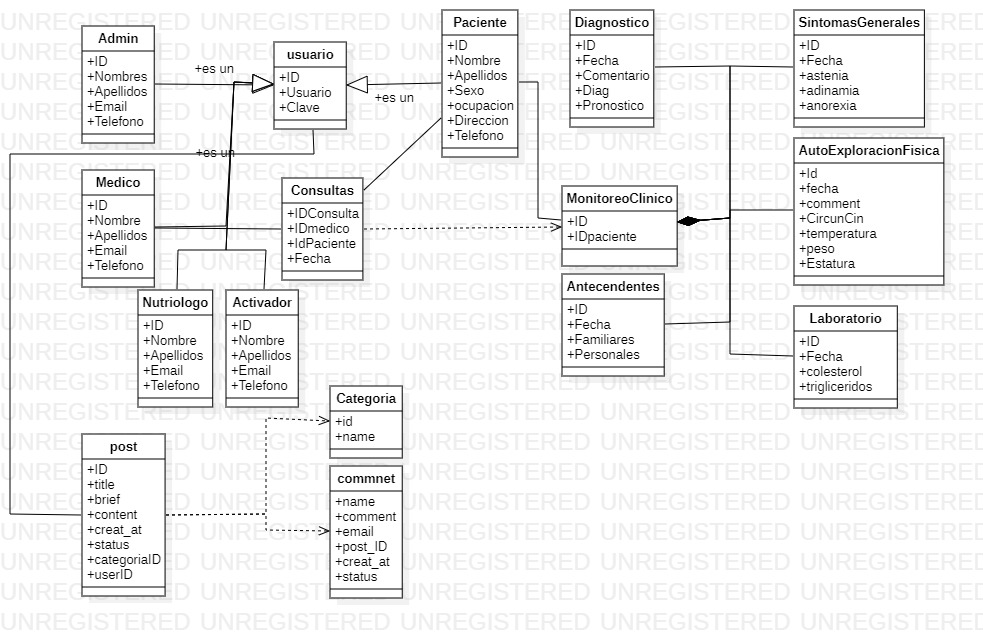 Admin
+ID
+Nombres
+Apellidos
+Email
+Telefono
+es un
usuario
+ID
+Usuario
+Clave
+es un
Paciente
+ID
+Nombre
+Apellidos
+Sexo
+ocupacion
+Direccion
+Telefono
Diagnostico
+ID
+Fecha
+Comentario
+Diag
+Pronostico
SintomasGenerales
+ID
+Fecha
+astenia
+adinamia
+anorexia
+es un
Medico
+ID
+Nombre
+Apellidos
+Email
+Telefono
Consultas
+IDConsulta
+IDmedico
+IdPaciente
+Fecha
MonitoreoClinico
+ID
+IDpaciente
AutoExploracionFisica
+Id
+fecha
+comment
+CircunCin
+temperatura
+peso
+Estatura
Nutriologo
+ID
+Nombre
+Apellidos
+Email
+Telefono
Activador
+ID
+Nombre
+Apellidos
+Email
+Telefono
Antecendentes
+ID
+Fecha
+Familiares
+Personales
Laboratorio
+ID
+Fecha
+colesterol
+trigliceridos
Categoria
+id
+name
post
+ID
+title
+brief
+content
+creat_at
+status
+categoriaID
+userID
commnet
+name
+comment
+email
+post_ID
+creat_at
+status
UNREGISTERED